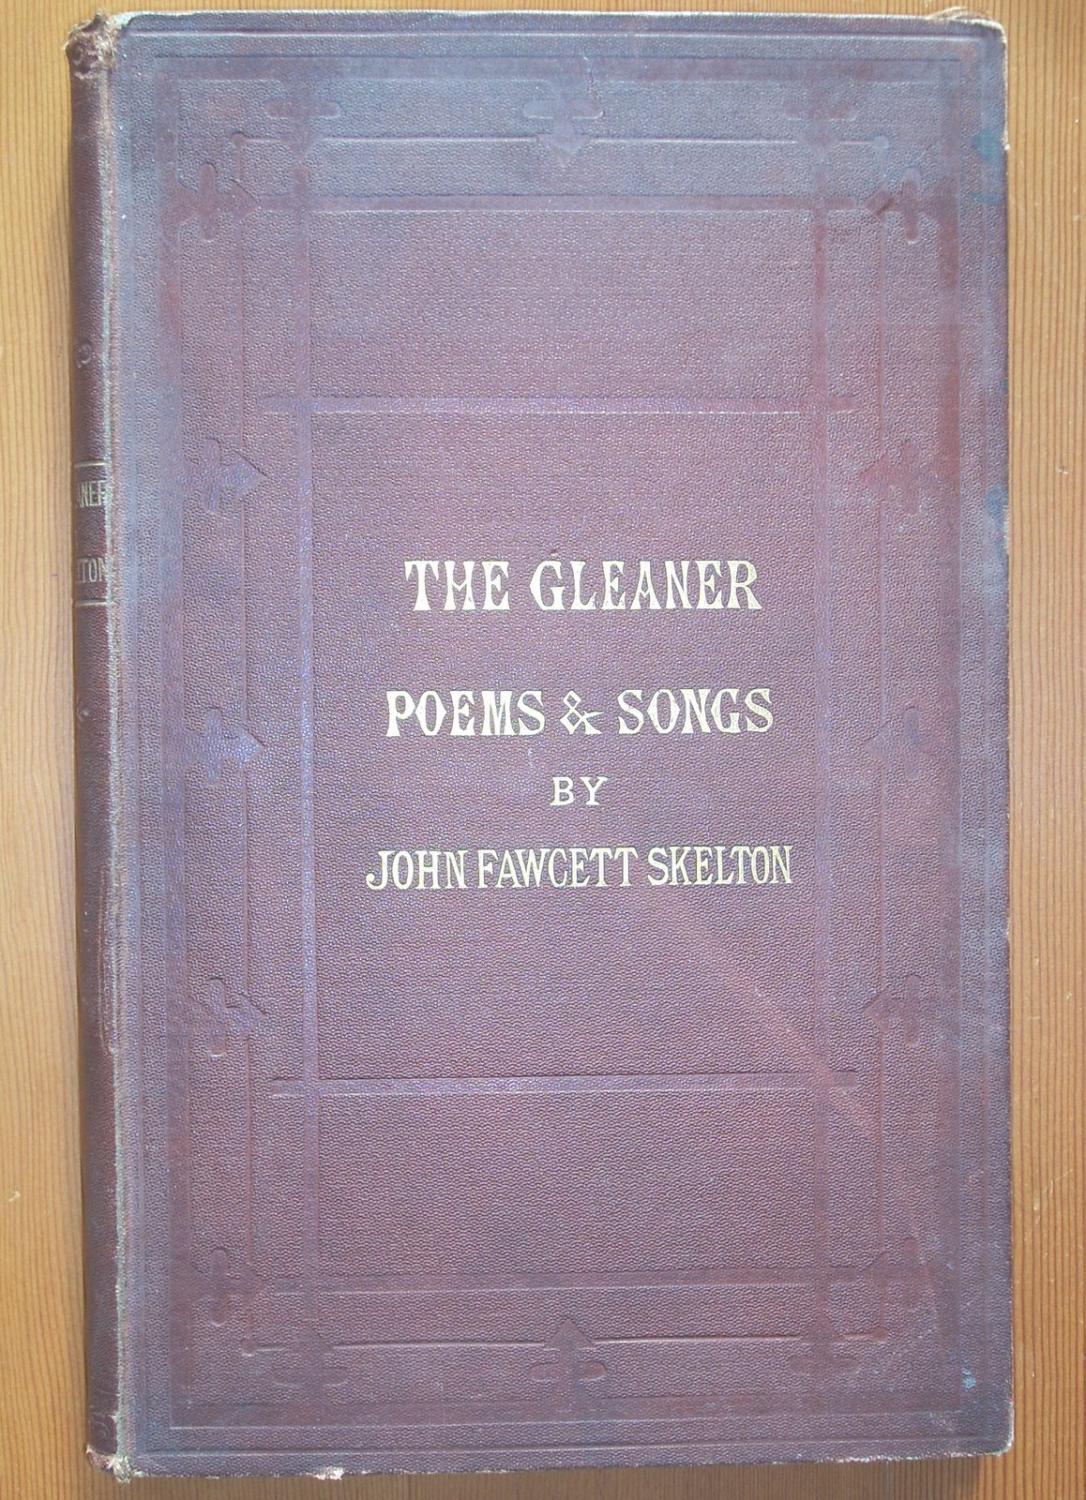 THE GLEANER
POEMS & SONGS
BY
JOHN FAWCETT SKELTON